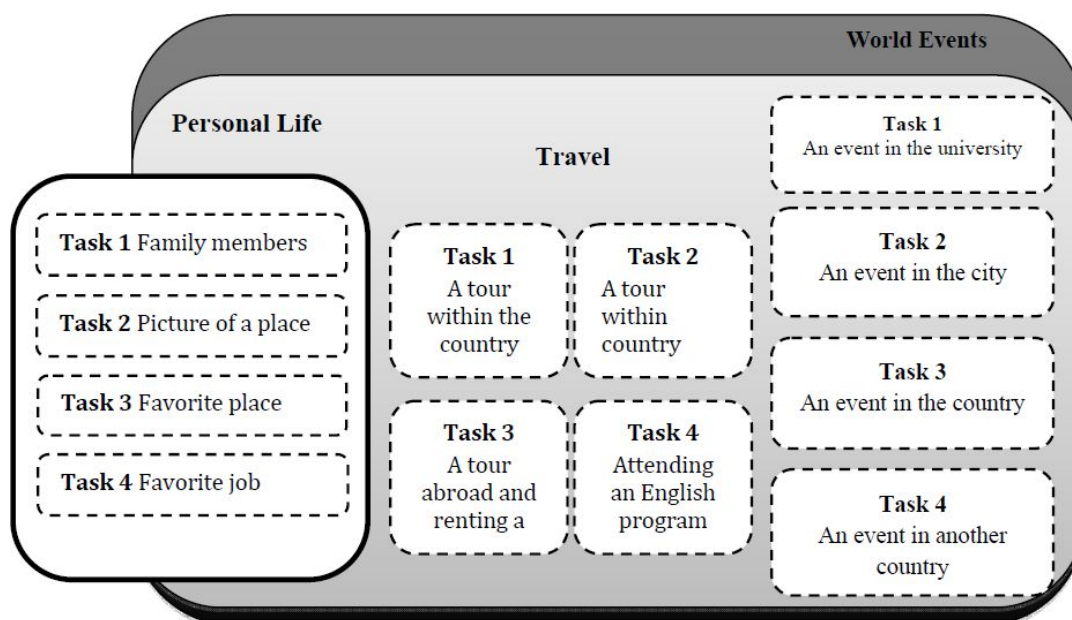 World Events
Personal Life
Travel
Task 1 Family members
Task 2 Picture of a place
Task 3 Favorite place
Task 4 Favorite job
Task 1
A tour
within the
country
Task 2
A tour
within
country
Task 3
A tour
abroad and
renting a
Task 4
Attending
an English
program
Task 1
An event in the university
Task 2
An event in the city
Task 3
An event in the country
Task 4
An event in another
country